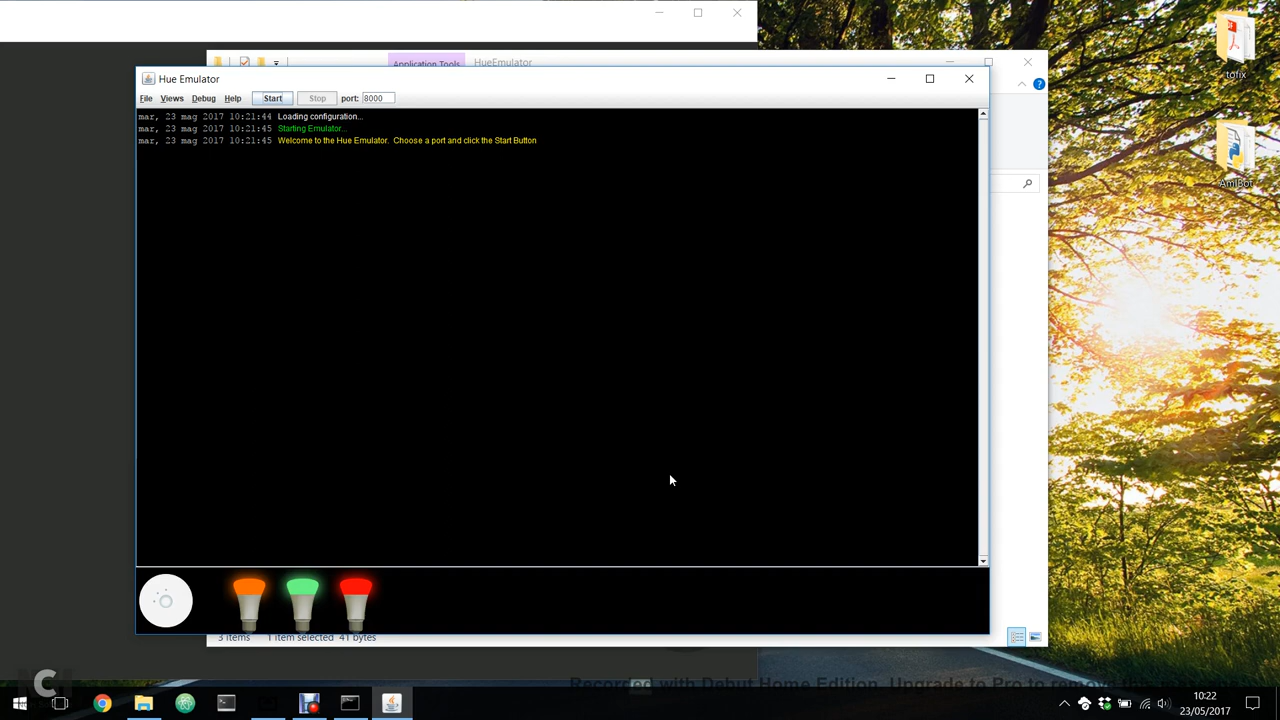 Application Tools
HueEmulator
Hue Emulator
File Views Debug Help Start Stop port: 8000
mar, 23 mag 2017 10:21:44 Loading configuration...
mar, 23 mag 2017 10:21:45 Starting Emulator...
mar, 23 mag 2017 10:21:45 Welcome to the Hue Emulator. Choose a port and click the Start Button
tofix
AmiBot
3 items 1 item selected 41 bytes
Recorded with Debut Home Edition. Upgrade to Pro to remove
10:22
23/05/2017